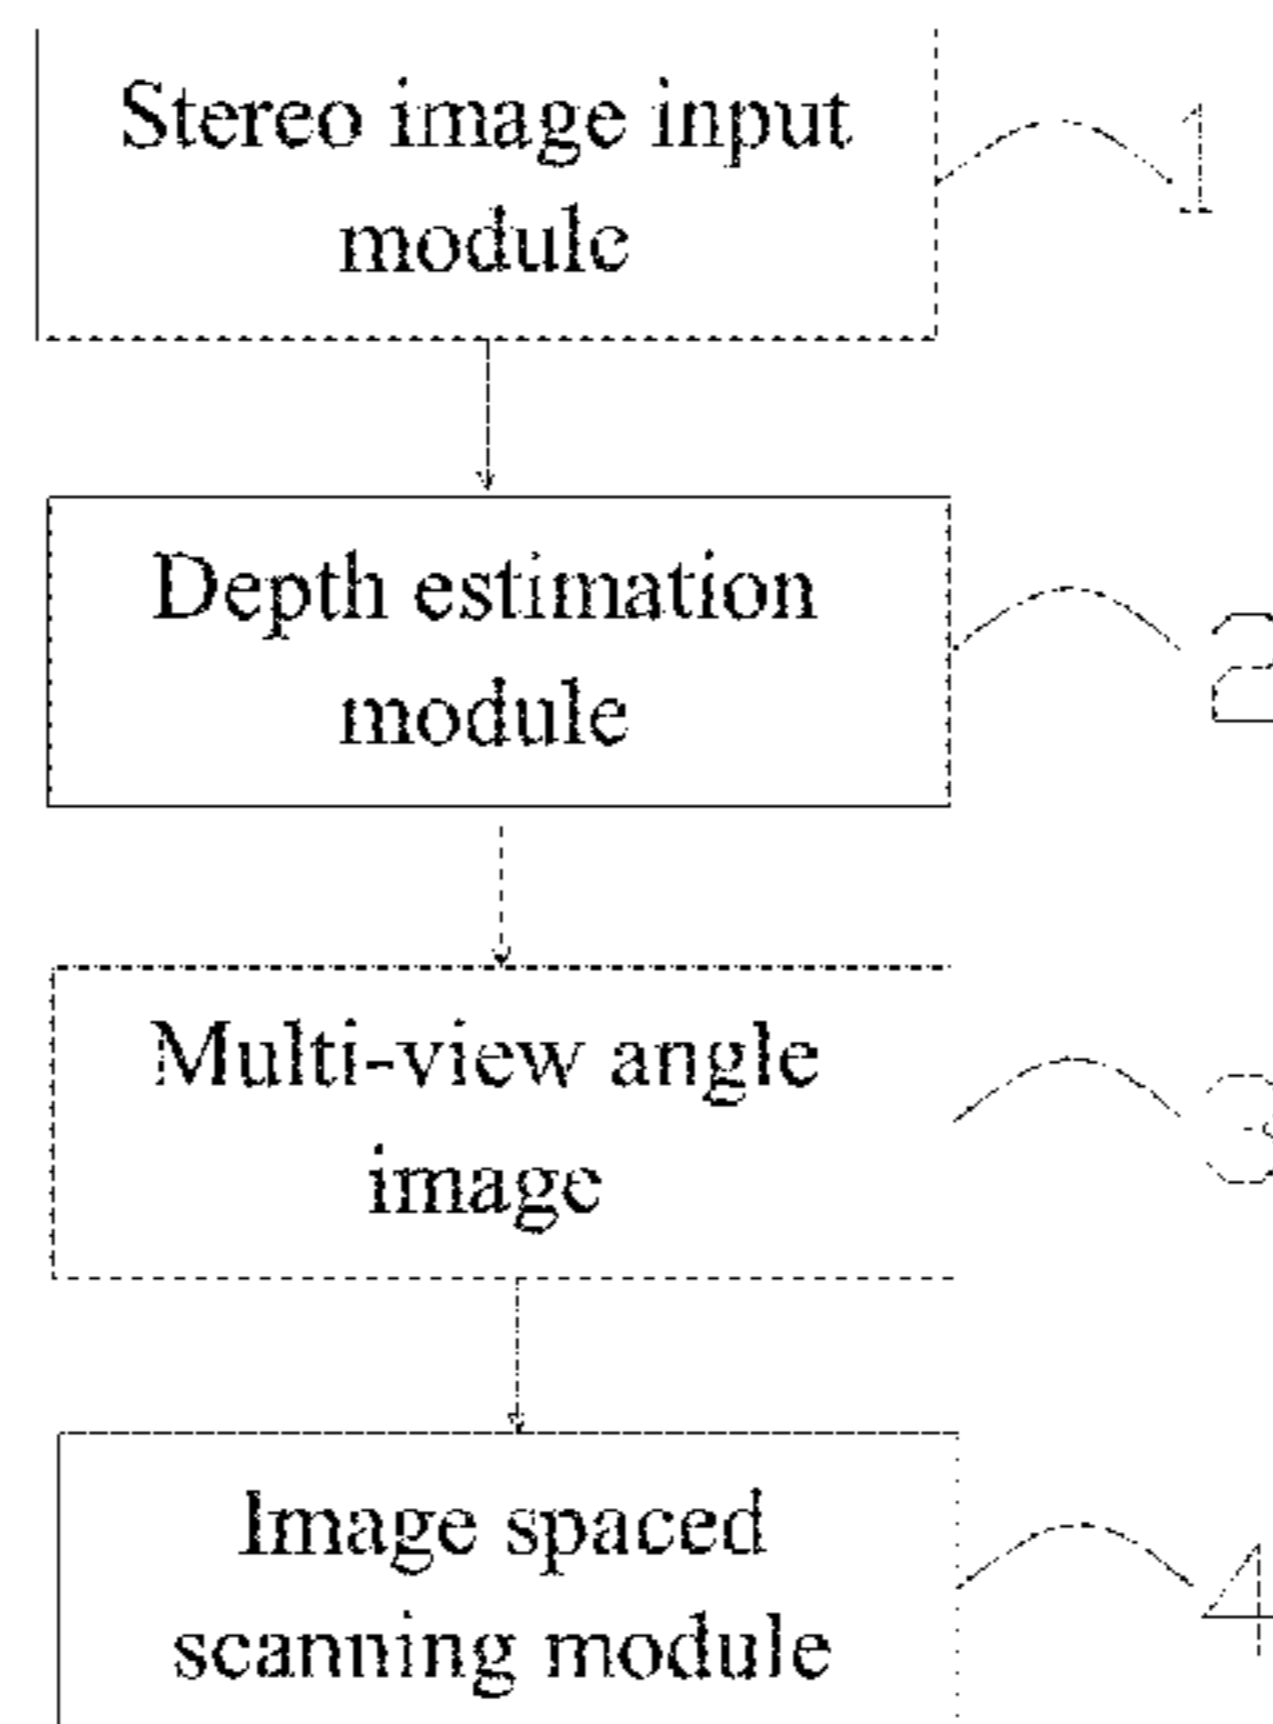 Stereo image input
module
1
Depth estimation
module
2
Multi-view angle
image
3
Image spaced
scanning module
4